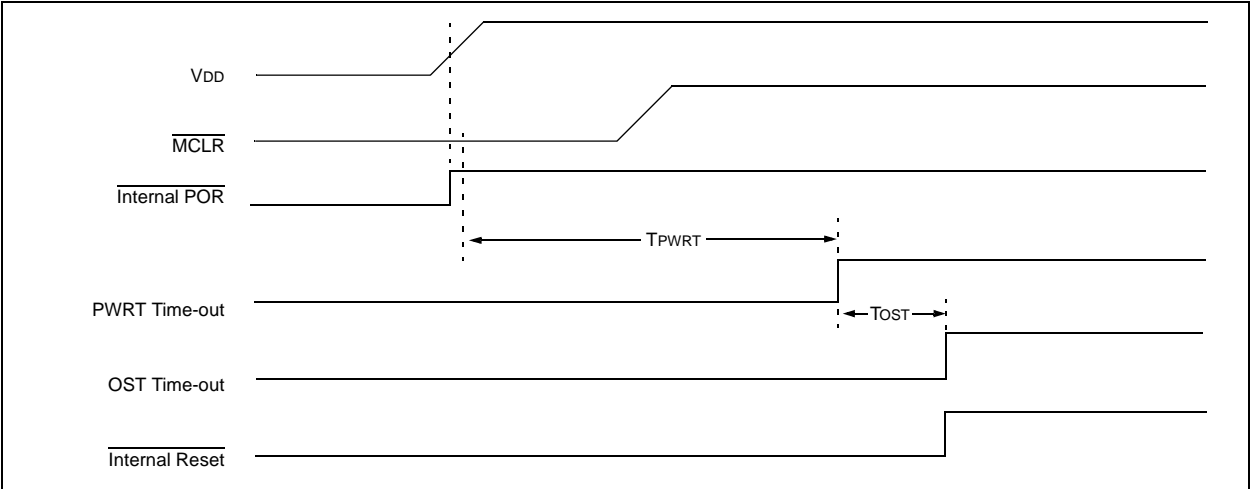 VDD
MCLR
Internal POR
TPWRT
PWRT Time-out
TOST
OST Time-out
Internal Reset